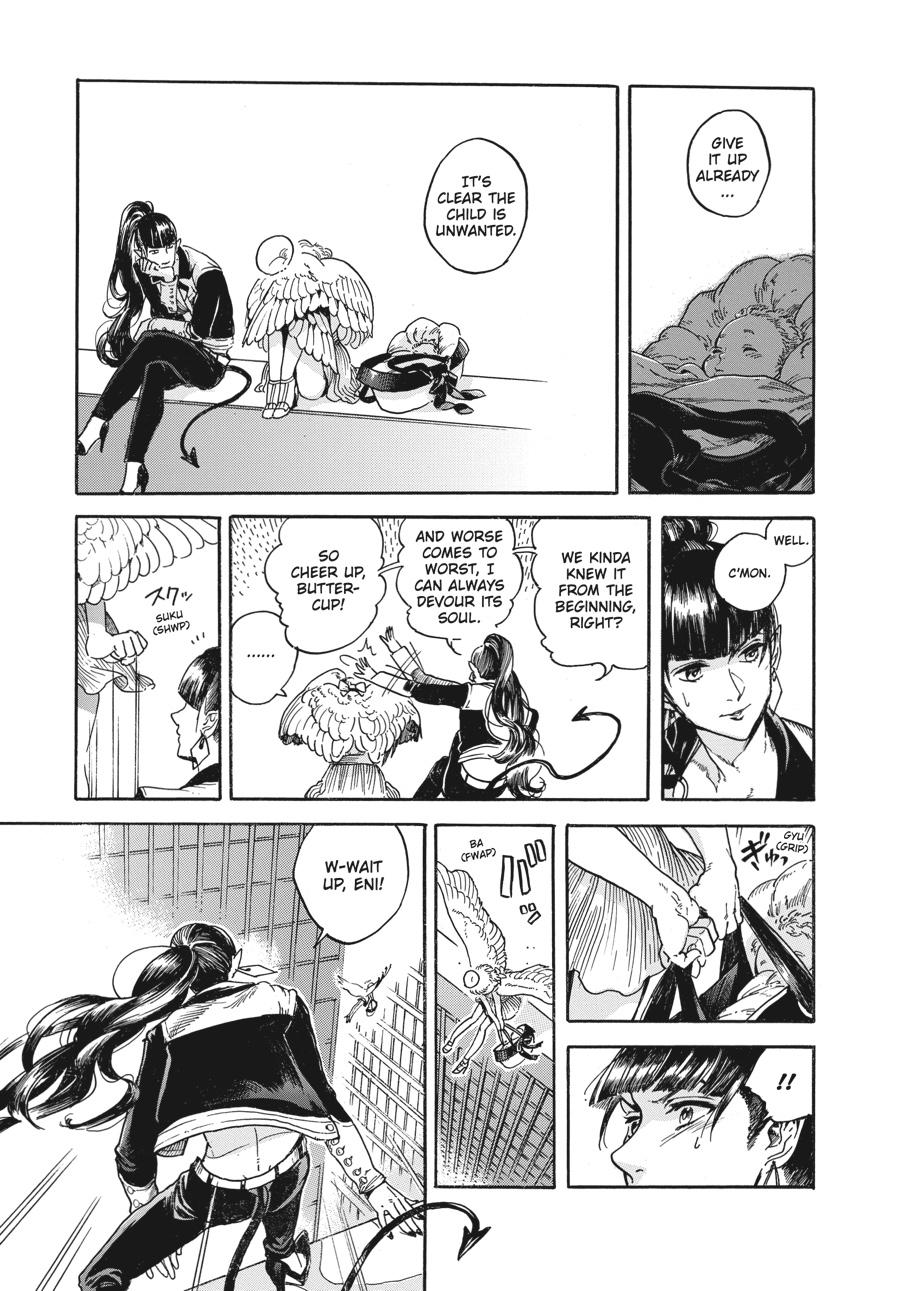 GIVE
IT UP
ALREADY
...
IT'S
CLEAR THE
CHILD IS
UNWANTED.
WELL.
C'MON.
WE KINDA
KNEW IT
FROM THE
BEGINNING,
RIGHT?
AND WORSE
COMES TO
WORST, I
CAN ALWAYS
DEVOUR ITS
SOUL.
SO
CHEER UP,
BUTTER-
CUP!
......
スクッ
SUKU
(SHWP)
GYU
(GRIP)
ギュッ
!!
BA
(FWAP)
バババ
W-WAIT
UP, ENI!